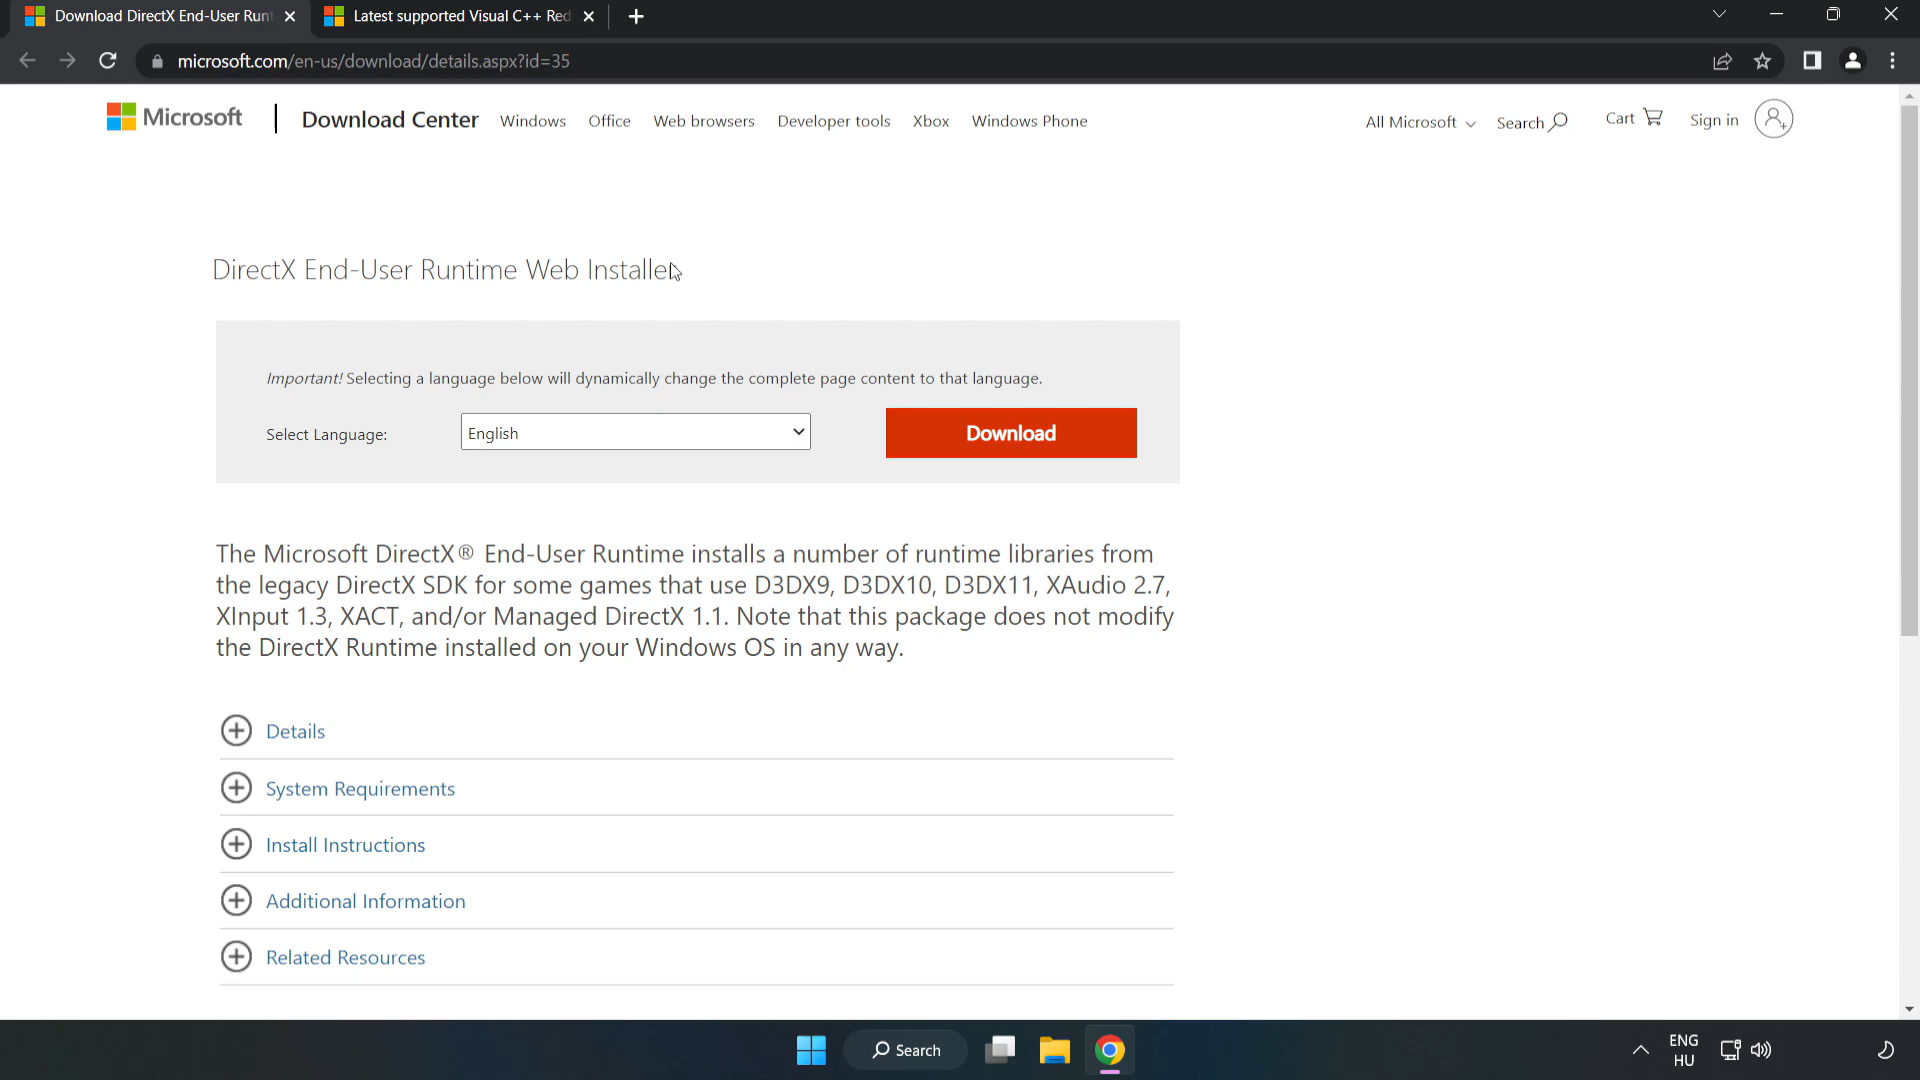 Download DirectX End-User Runt
Latest supported Visual C++ Red
microsoft.com/en-us/download/details.aspx?id=35
Microsoft
Download Center
Windows
Office
Web browsers
Developer tools
Xbox
Windows Phone
All Microsoft
Search
Cart
Sign in
DirectX End-User Runtime Web Installer
Important! Selecting a language below will dynamically change the complete page content to that language.
Select Language:
English
Download
The Microsoft DirectX® End-User Runtime installs a number of runtime libraries from
the legacy DirectX SDK for some games that use D3DX9, D3DX10, D3DX11, XAudio 2.7,
XInput 1.3, XACT, and/or Managed DirectX 1.1. Note that this package does not modify
the DirectX Runtime installed on your Windows OS in any way.
Details
System Requirements
Install Instructions
Additional Information
Related Resources
Search
ENG
HU